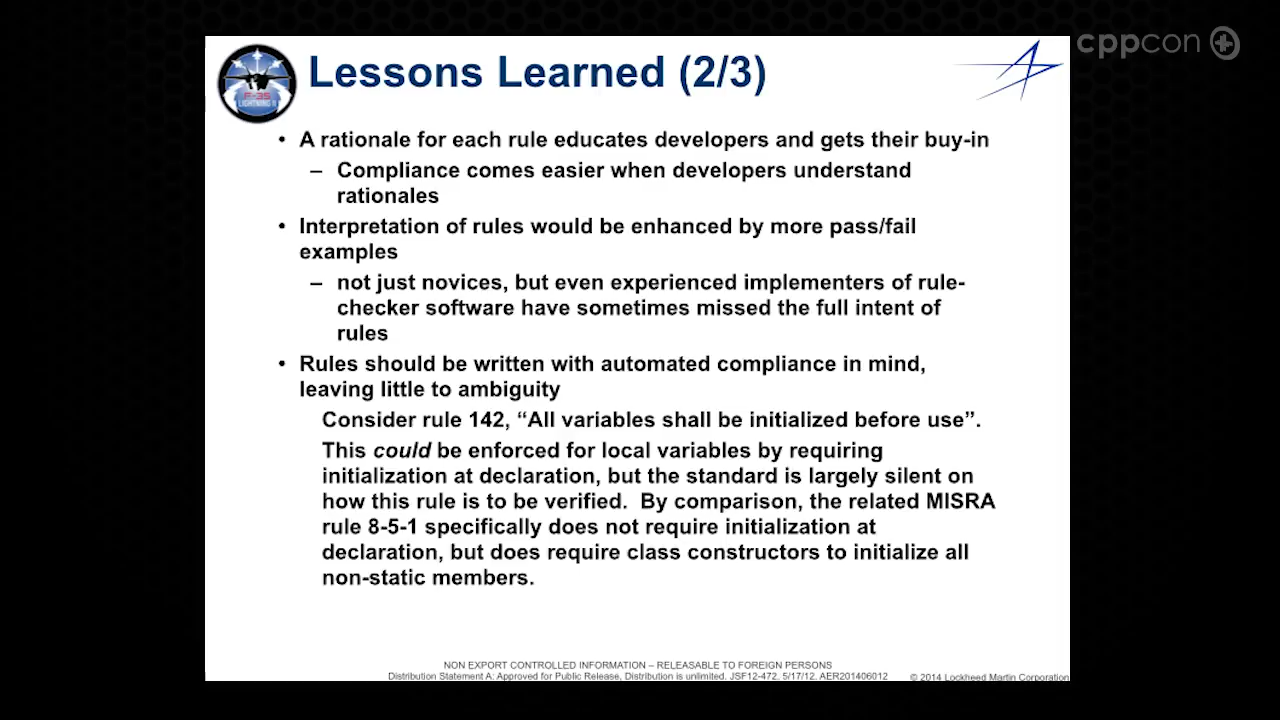 cppcon
F-35
LIGHTNING II
Lessons Learned (2/3)
• A rationale for each rule educates developers and gets their buy-in
– Compliance comes easier when developers understand
rationales
• Interpretation of rules would be enhanced by more pass/fail
examples
– not just novices, but even experienced implementers of rule-
checker software have sometimes missed the full intent of
rules
• Rules should be written with automated compliance in mind,
leaving little to ambiguity
Consider rule 142, “All variables shall be initialized before use”.
This could be enforced for local variables by requiring
initialization at declaration, but the standard is largely silent on
how this rule is to be verified. By comparison, the related MISRA
rule 8-5-1 specifically does not require initialization at
declaration, but does require class constructors to initialize all
non-static members.
NON EXPORT CONTROLLED INFORMATION – RELEASABLE TO FOREIGN PERSONS
Distribution Statement A: Approved for Public Release, Distribution is unlimited. JSF12-472, 5/17/12, AER201406012
© 2014 Lockheed Martin Corporation